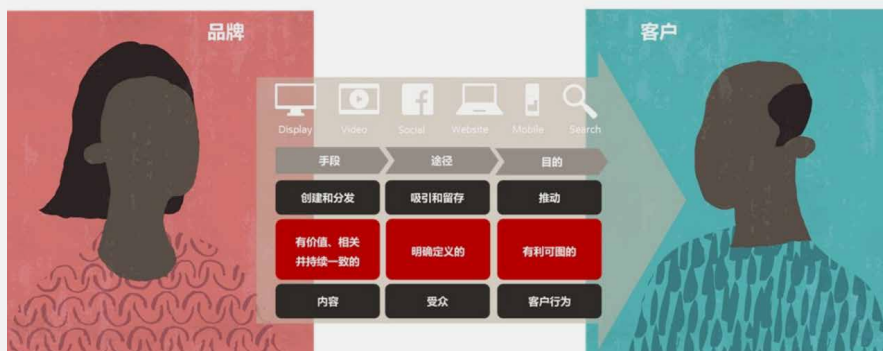 品牌
客户
Display Video Social Website Mobile Search
手段 途径 目的
创建和分发 吸引和留存 推动
有价值、相关
并持续一致的
明确定义的
有利可图的
内容 受众 客户行为